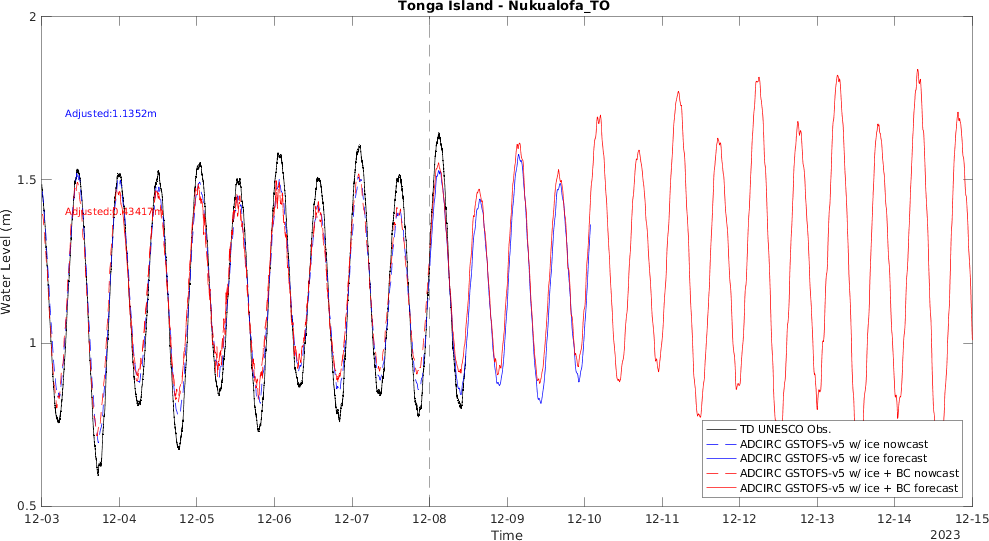 Tonga Island - Nukualofa_TO
2
Adjusted:1.1352m
1.5
Water Level (m)
1
0.5
TD UNESCO Obs.
ADCIRC GSTOFS-v5 w/ ice nowcast
ADCIRC GSTOFS-v5 w/ ice forecast
ADCIRC GSTOFS-v5 w/ ice + BC nowcast
ADCIRC GSTOFS-v5 w/ ice + BC forecast
12-03 12-04 12-05 12-06 12-07 12-08 12-09 12-10 12-11 12-12 12-13 12-14 12-15
Time
2023